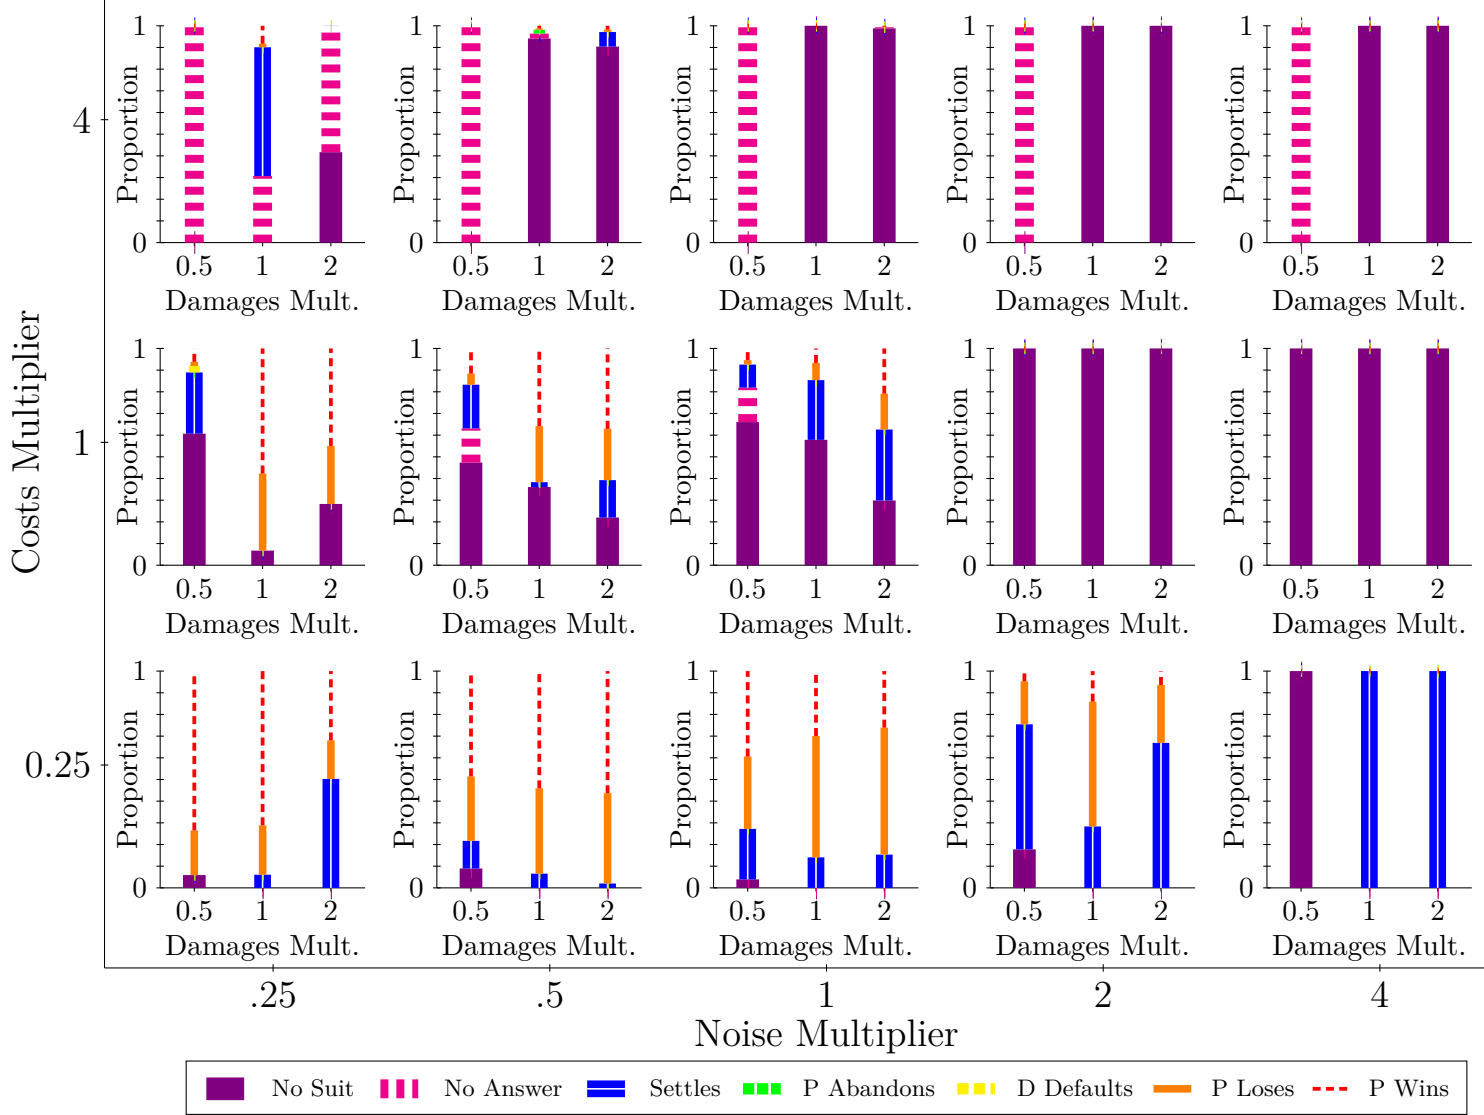 Costs Multiplier
4
1
0.25
Proportion
1
0
0.5 1 2
Damages Mult.
Proportion
1
0
0.5 1 2
Damages Mult.
Proportion
1
0
0.5 1 2
Damages Mult.
Proportion
1
0
0.5 1 2
Damages Mult.
Proportion
1
0
0.5 1 2
Damages Mult.
Proportion
1
0
0.5 1 2
Damages Mult.
Proportion
1
0
0.5 1 2
Damages Mult.
Proportion
1
0
0.5 1 2
Damages Mult.
Proportion
1
0
0.5 1 2
Damages Mult.
Proportion
1
0
0.5 1 2
Damages Mult.
Proportion
1
0
0.5 1 2
Damages Mult.
Proportion
1
0
0.5 1 2
Damages Mult.
Proportion
1
0
0.5 1 2
Damages Mult.
Proportion
1
0
0.5 1 2
Damages Mult.
Proportion
1
0
0.5 1 2
Damages Mult.
.25 .5 1 2 4
Noise Multiplier
No Suit No Answer Settles P Abandons D Defaults P Loses P Wins